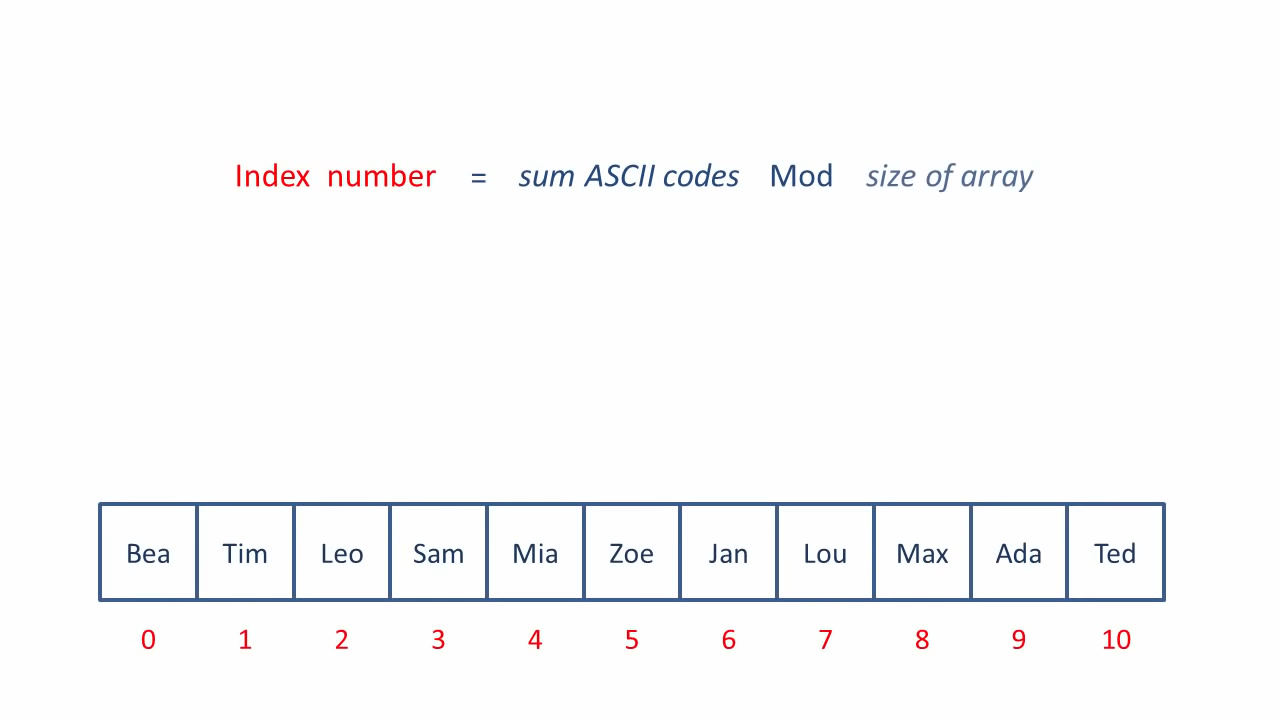 Index number = sum ASCII codes Mod size of array
Bea Tim Leo Sam Mia Zoe Jan Lou Max Ada Ted
0 1 2 3 4 5 6 7 8 9 10